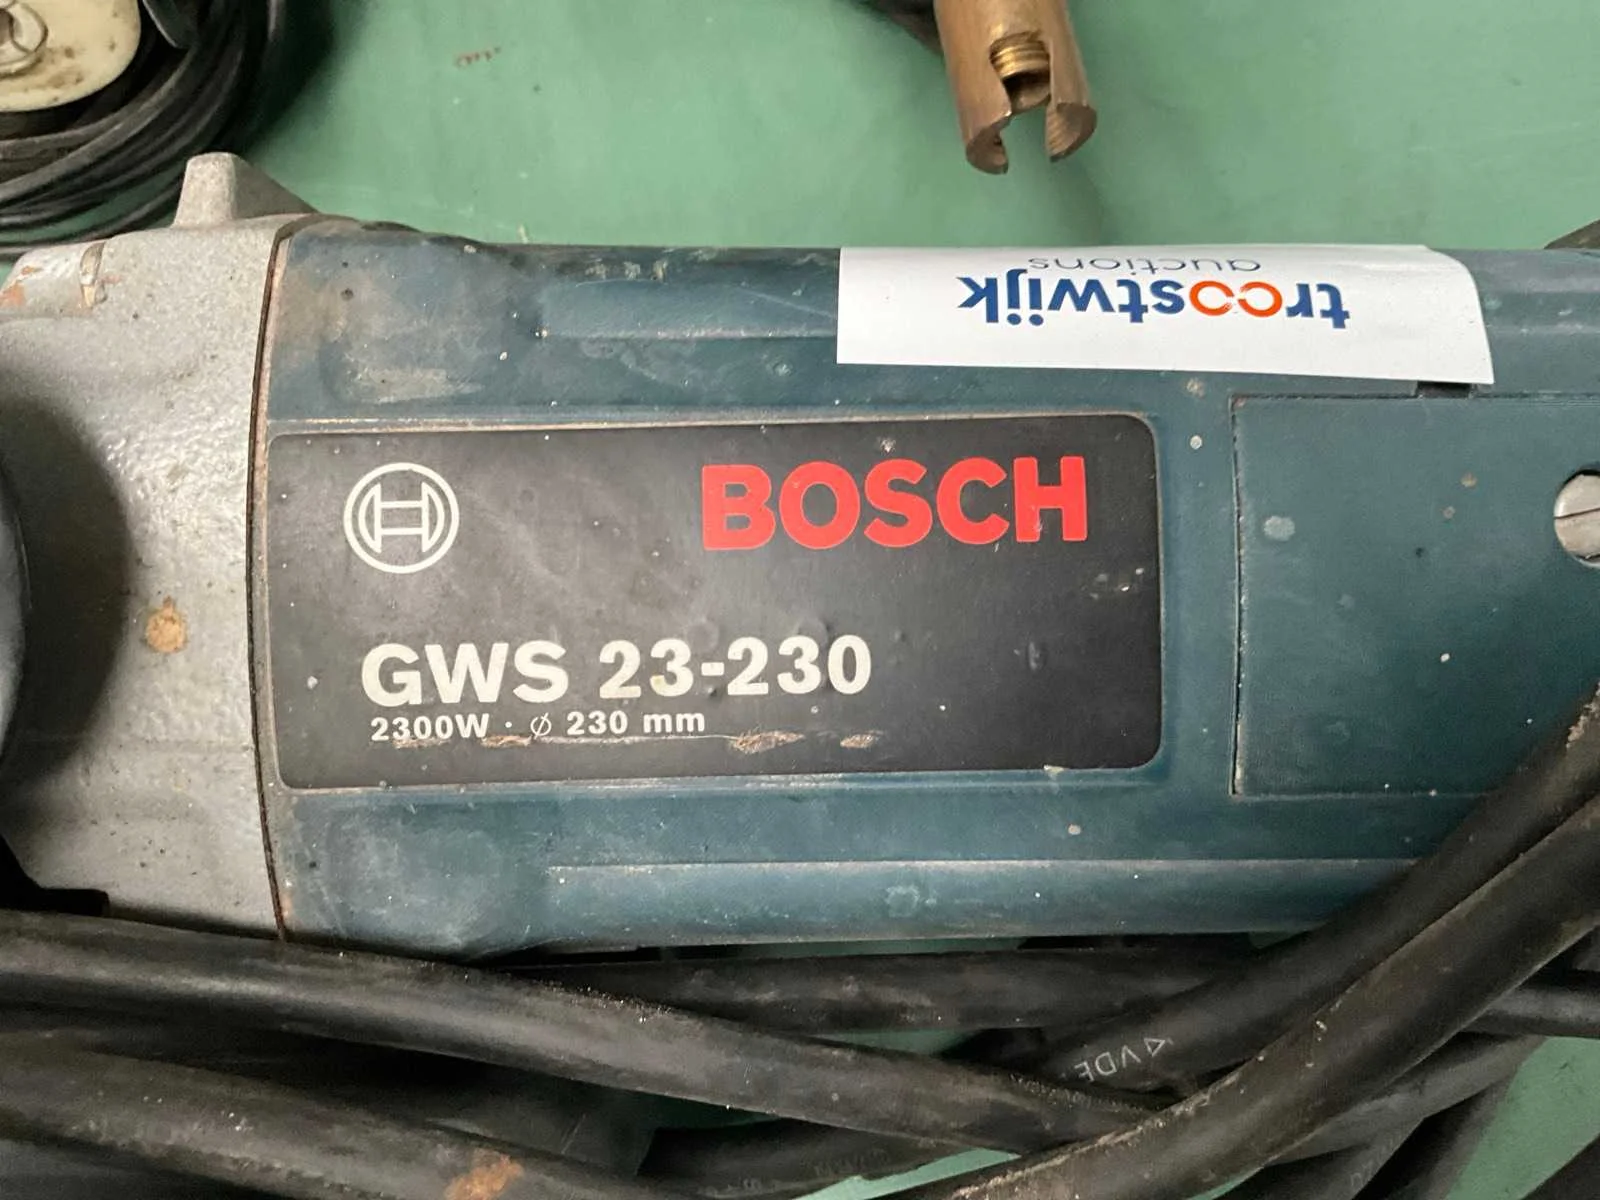 troostwijk
auctions
BOSCH
GWS 23-230
2300W · ⌀ 230 mm
VDE